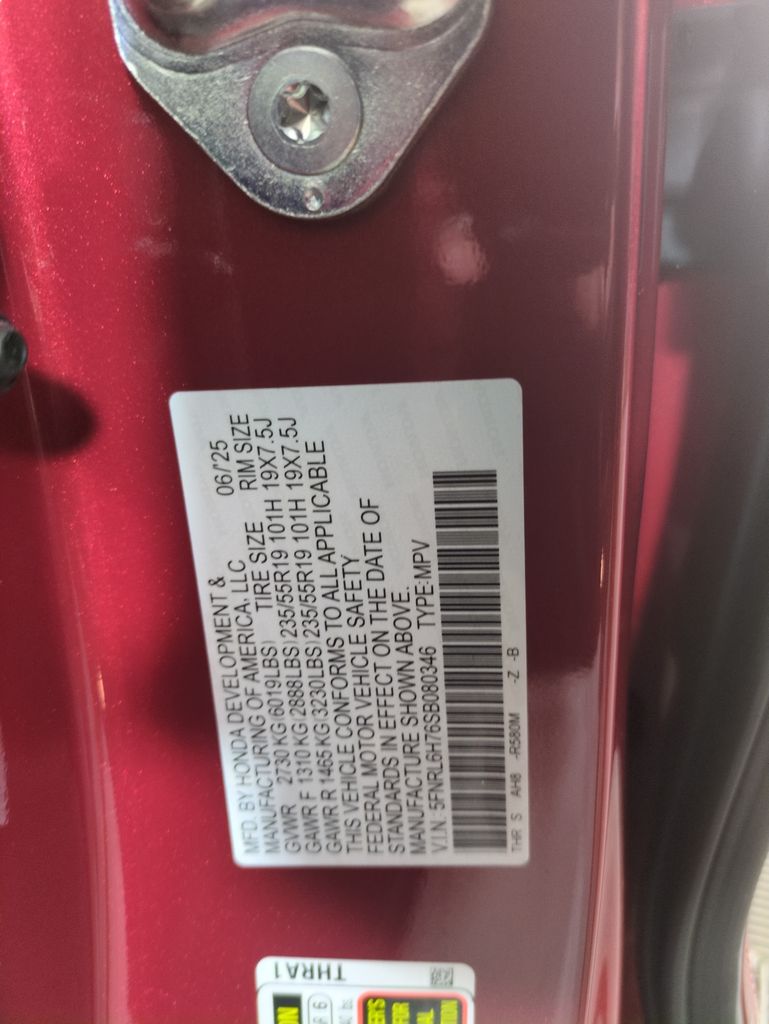 MFD. BY HONDA DEVELOPMENT &
MANUFACTURING OF AMERICA, LLC 06/'25
TIRE SIZE RIM SIZE
GVWR 2730 KG(6019LBS)
GAWR F 1310 KG(2888LBS) 235/55R19 101H 19X7.5J
GAWR R 1465 KG(3230LBS) 235/55R19 101H 19X7.5J
THIS VEHICLE CONFORMS TO ALL APPLICABLE
FEDERAL MOTOR VEHICLE SAFETY
STANDARDS IN EFFECT ON THE DATE OF
MANUFACTURE SHOWN ABOVE.
V.I.N.: 5FNRL6H76SB080346 TYPE:MPV
THR S AH8 -R580M -Z -B
THRA1